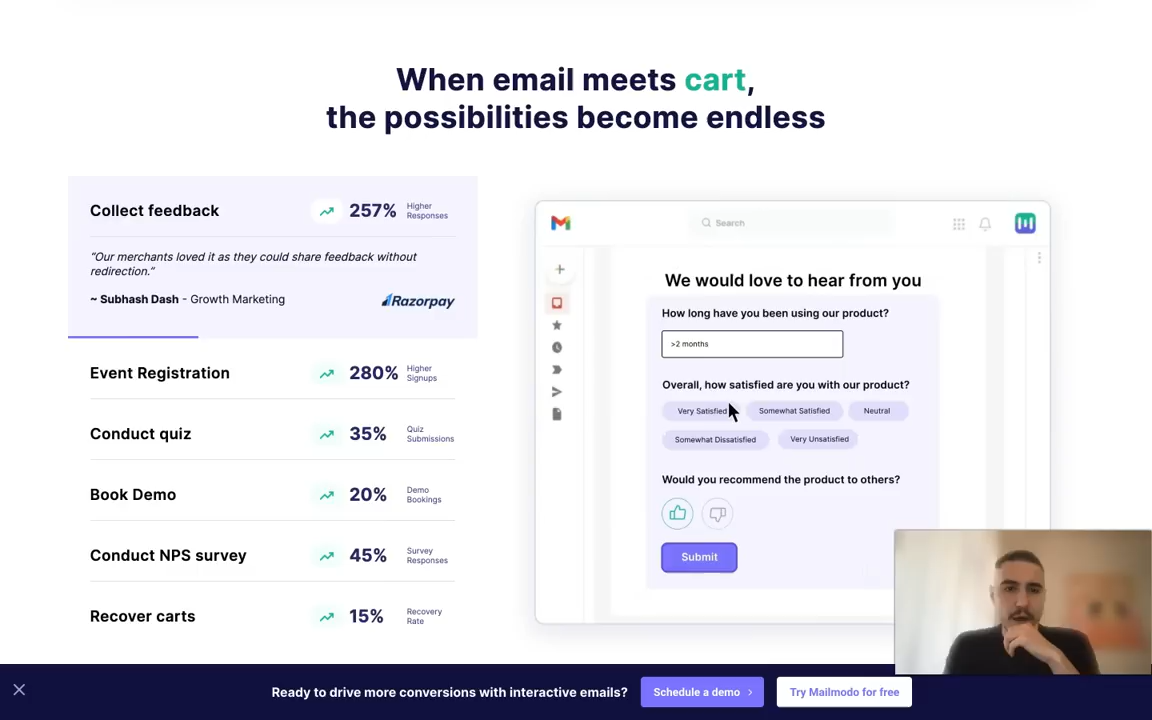 When email meets cart,
the possibilities become endless
Collect feedback
257%
Higher
Responses
“Our merchants loved it as they could share feedback without
redirection.”
~ Subhash Dash - Growth Marketing
Razorpay
Event Registration
280%
Higher
Signups
Conduct quiz
35%
Quiz
Submissions
Book Demo
20%
Demo
Bookings
Conduct NPS survey
45%
Survey
Responses
Recover carts
15%
Recovery
Rate
Search
We would love to hear from you
How long have you been using our product?
>2 months
Overall, how satisfied are you with our product?
Very Satisfied
Somewhat Satisfied
Neutral
Somewhat Dissatisfied
Very Unsatisfied
Would you recommend the product to others?
Submit
Ready to drive more conversions with interactive emails?
Schedule a demo
Try Mailmodo for free